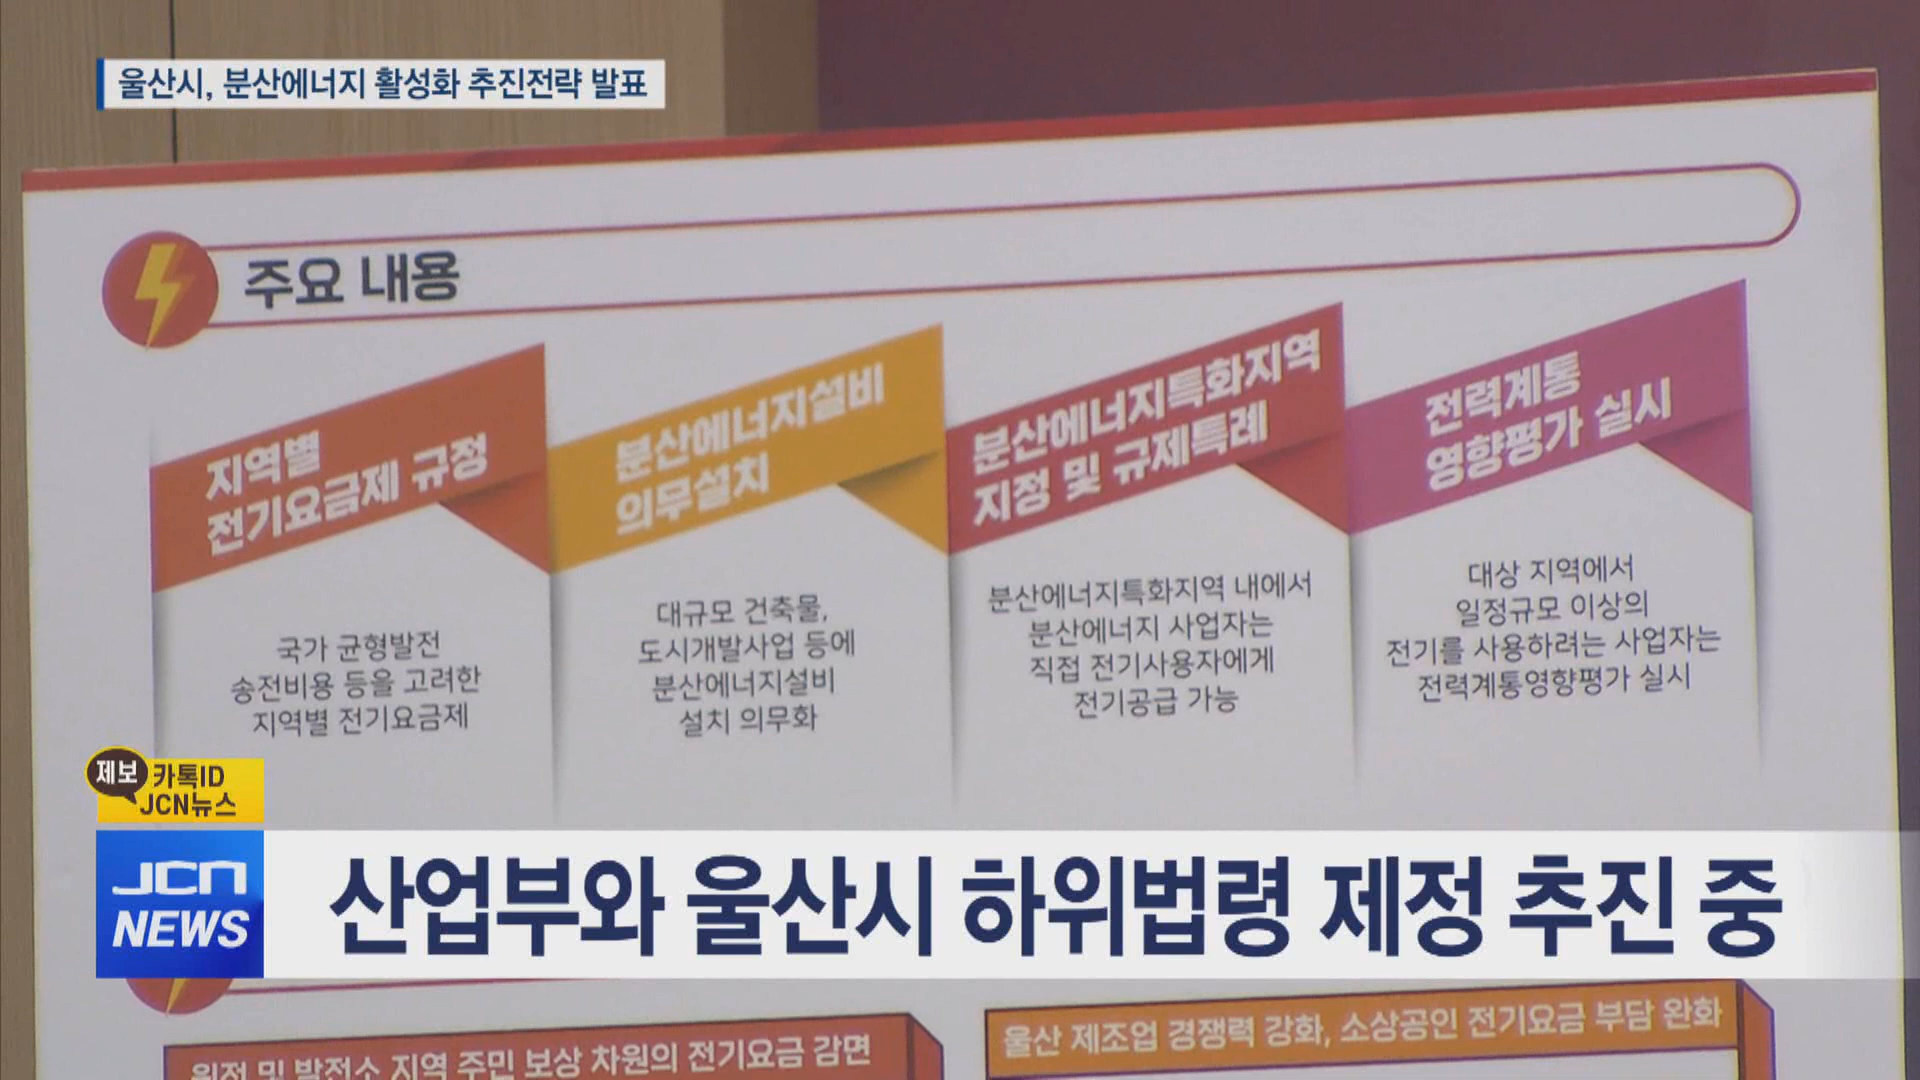 울산시, 분산에너지 활성화 추진전략 발표
주요 내용
지역별
전기요금제 규정
국가 균형발전
송전비용 등을 고려한
지역별 전기요금제
분산에너지설비
의무설치
대규모 건축물,
도시개발사업 등에
분산에너지설비
설치 의무화
분산에너지특화지역
지정 및 규제특례
분산에너지특화지역 내에서
분산에너지 사업자는
직접 전기사용자에게
전기공급 가능
전력계통
영향평가 실시
대상 지역에서
일정규모 이상의
전기를 사용하려는 사업자는
전력계통영향평가 실시
제보 카톡ID
JCN뉴스
JCN
NEWS
산업부와 울산시 하위법령 제정 추진 중
원전 및 발전소 지역 주민 보상 차원의 전기요금 감면
울산 제조업 경쟁력 강화, 소상공인 전기요금 부담 완화